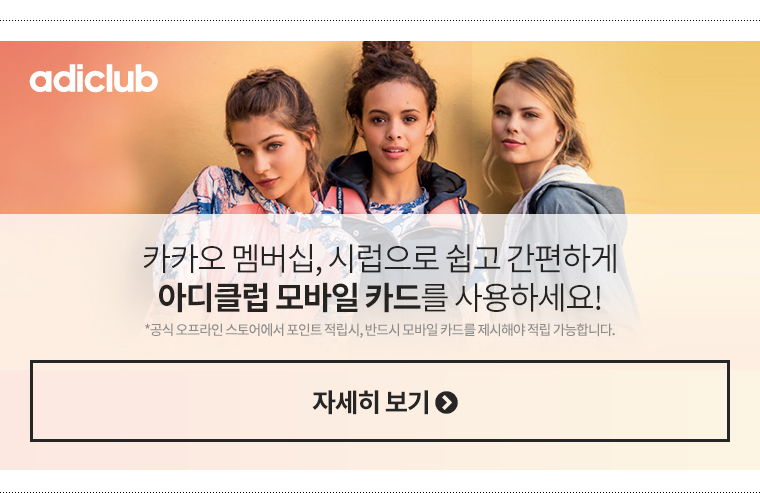 adiclub
카카오 멤버십, 시럽으로 쉽고 간편하게
아디클럽 모바일 카드를 사용하세요!
*공식 오프라인 스토어에서 포인트 적립시, 반드시 모바일 카드를 제시해야 적립 가능합니다.
자세히 보기